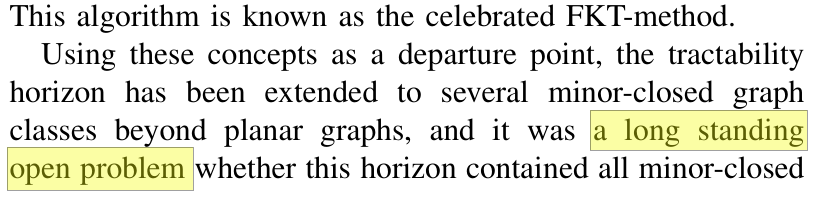 This algorithm is known as the celebrated FKT-method.
Using these concepts as a departure point, the tractability
horizon has been extended to several minor-closed graph
classes beyond planar graphs, and it was a long standing
open problem whether this horizon contained all minor-closed